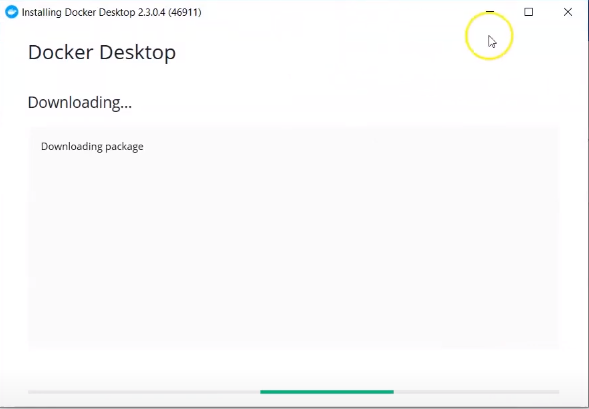 Installing Docker Desktop 2.3.0.4 (46911)
Docker Desktop
Downloading...
Downloading package